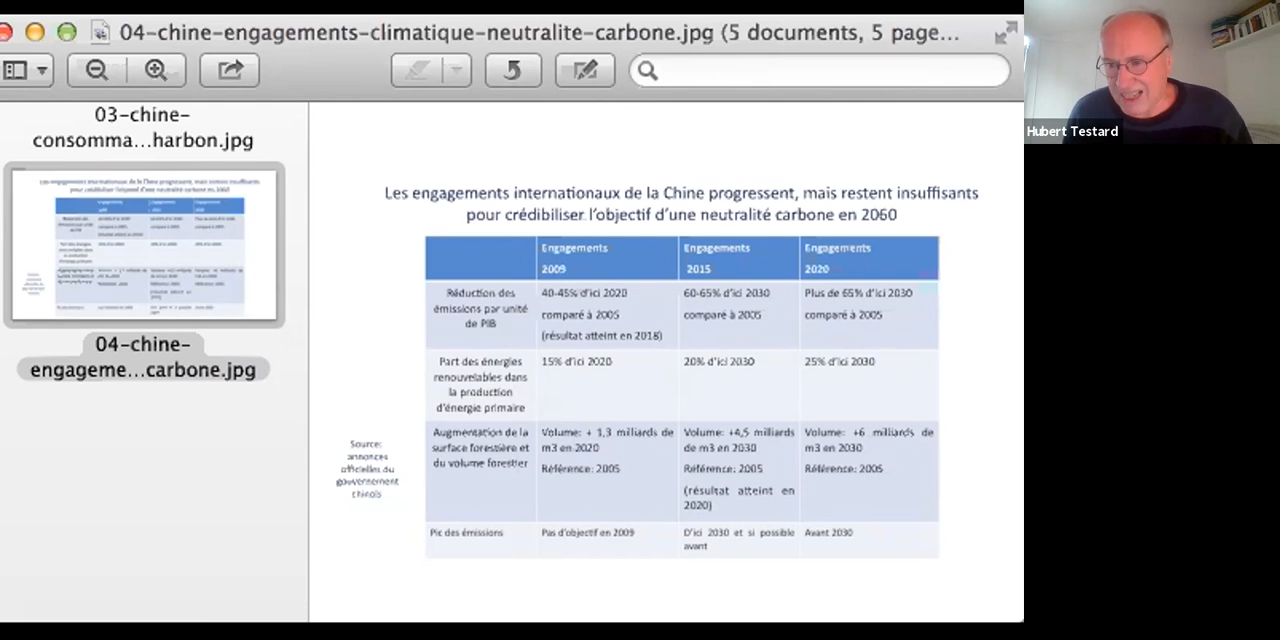 04-chine-engagements-climatique-neutralite-carbone.jpg (5 documents, 5 page...
Hubert Testard
03-chine-
consomma...harbon.jpg
04-chine-
engageme...carbone.jpg
Les engagements internationaux de la Chine progressent, mais restent insuffisants
pour crédibiliser l'objectif d'une neutralité carbone en 2060
Engagements
2009
Engagements
2015
Engagements
2020
Réduction des
émissions par unité
de PIB
40-45% d'ici 2020
comparé à 2005
(résultat atteint en 2018)
60-65% d'ici 2030
comparé à 2005
Plus de 65% d'ici 2030
comparé à 2005
Part des énergies
renouvelables dans
la production
d'énergie primaire
15% d'ici 2020
20% d'ici 2030
25% d'ici 2030
Augmentation de la
surface forestière et
du volume forestier
Volume: + 1,3 milliards de
m3 en 2020
Référence: 2005
Volume: +4,5 milliards
de m3 en 2030
Référence: 2005
(résultat atteint en
2020)
Volume: +6 milliards de
m3 en 2030
Référence: 2005
Pic des émissions
Pas d'objectif en 2009
D'ici 2030 et si possible
avant
Avant 2030
Source:
annonces
officielles du
gouvernement
chinois